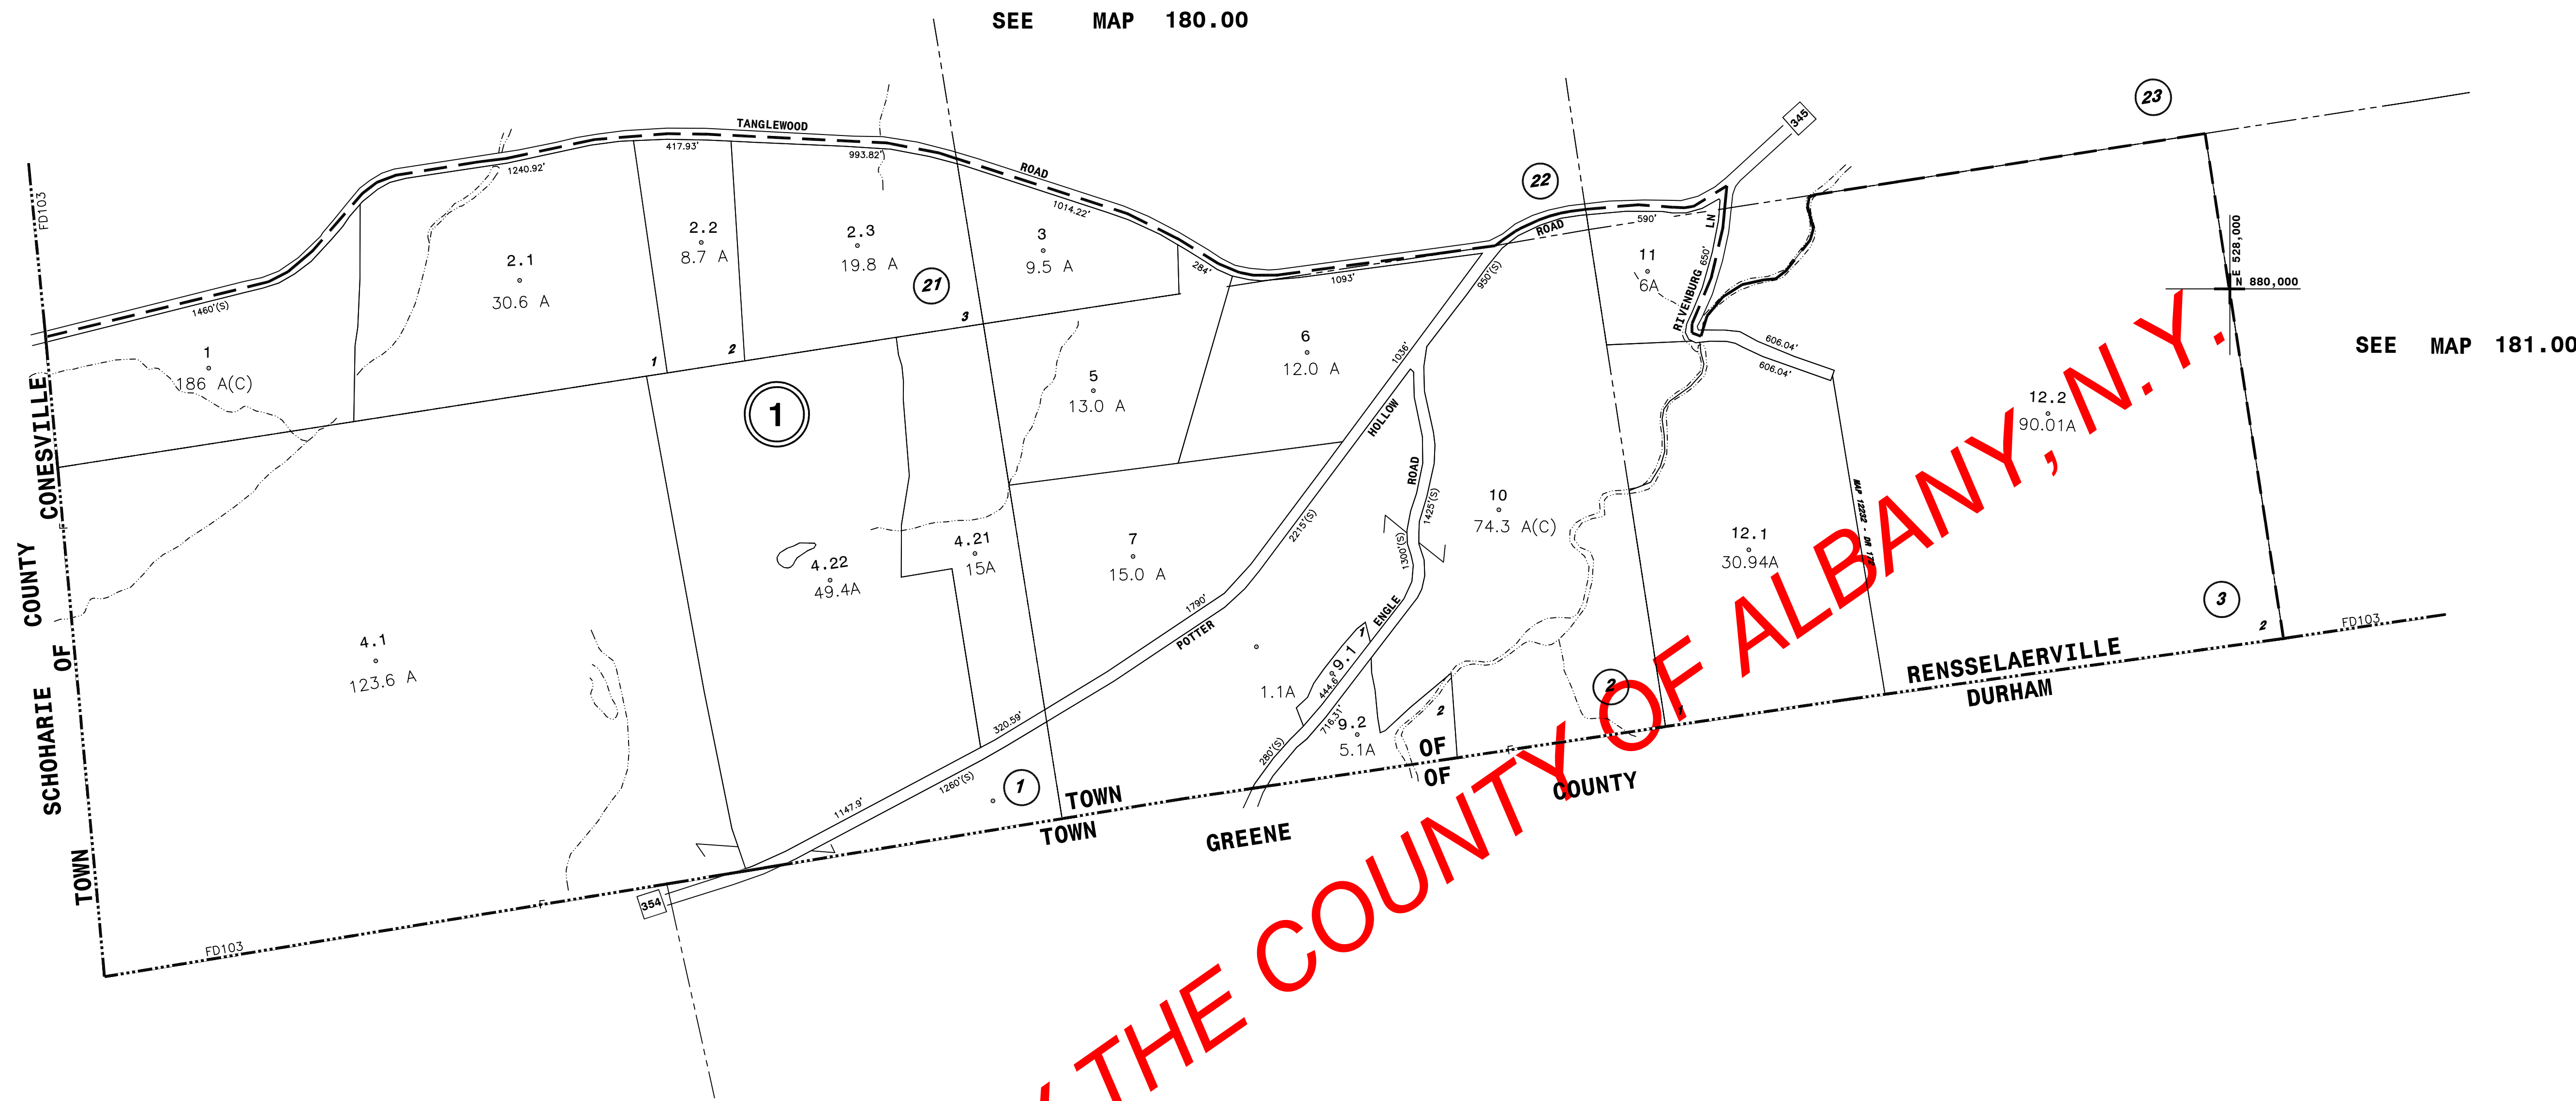 SEE MAP 180.00
23
345
TANGLEWOOD
417.93'
993.82'
1240.92'
ROAD
1014.22'
22
590'
ROAD
LN
FD103
2.1
30.6 A
2.2
8.7 A
2.3
19.8 A
21
3
9.5 A
284'
1093'
950'(S)
11
6A
650'
RIVENBURG
E 528,000
N 880,000
1460'(S)
1
186 A(C)
1
2
3
5
13.0 A
6
12.0 A
1036'
606.04'
606.04'
SEE MAP 181.00
12.2
90.01A
1
HOLLOW
ROAD
TOWN OF CONESVILLE
SCHOHARIE COUNTY
F
4.22
49.4A
4.21
15A
7
15.0 A
2215'(S)
1425'(S)
1300'(S)
10
74.3 A(C)
12.1
30.94A
MAP 12232 - DR 172
3
2
FD103
4.1
123.6 A
1790'
POTTER
ENGLE
1
9.1
444.6'
1.1A
716.31'
9.2
5.1A
280'(S)
2
2
1
320.59'
1260'(S)
1147.9'
1
TOWN OF RENSSELAERVILLE
TOWN OF DURHAM
F
GREENE COUNTY
354
F
FD103
THE COUNTY OF ALBANY, N.Y.